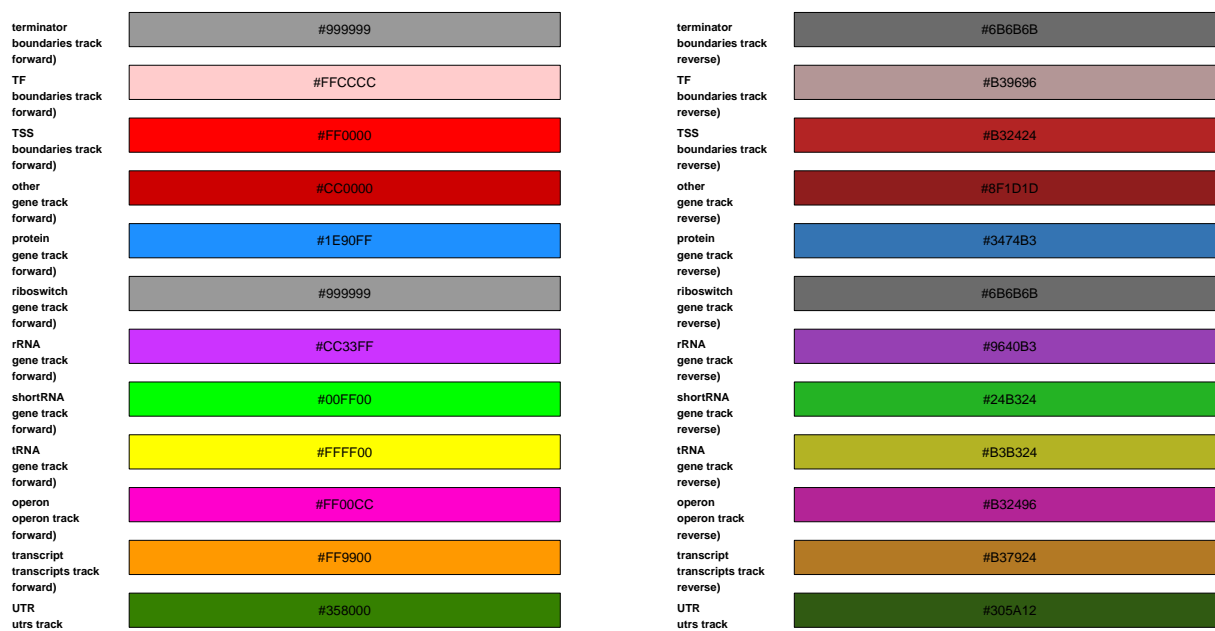 terminator
boundaries track
forward)
#999999
TF
boundaries track
forward)
#FFCCCC
TSS
boundaries track
forward)
#FF0000
other
gene track
forward)
#CC0000
protein
gene track
forward)
#1E90FF
riboswitch
gene track
forward)
#999999
rRNA
gene track
forward)
#CC33FF
shortRNA
gene track
forward)
#00FF00
tRNA
gene track
forward)
#FFFF00
operon
operon track
forward)
#FF00CC
transcript
transcripts track
forward)
#FF9900
UTR
utrs track
#358000
terminator
boundaries track
reverse)
#6B6B6B
TF
boundaries track
reverse)
#B39696
TSS
boundaries track
reverse)
#B32424
other
gene track
reverse)
#8F1D1D
protein
gene track
reverse)
#3474B3
riboswitch
gene track
reverse)
#6B6B6B
rRNA
gene track
reverse)
#9640B3
shortRNA
gene track
reverse)
#24B324
tRNA
gene track
reverse)
#B3B324
operon
operon track
reverse)
#B32496
transcript
transcripts track
reverse)
#B37924
UTR
utrs track
#305A12